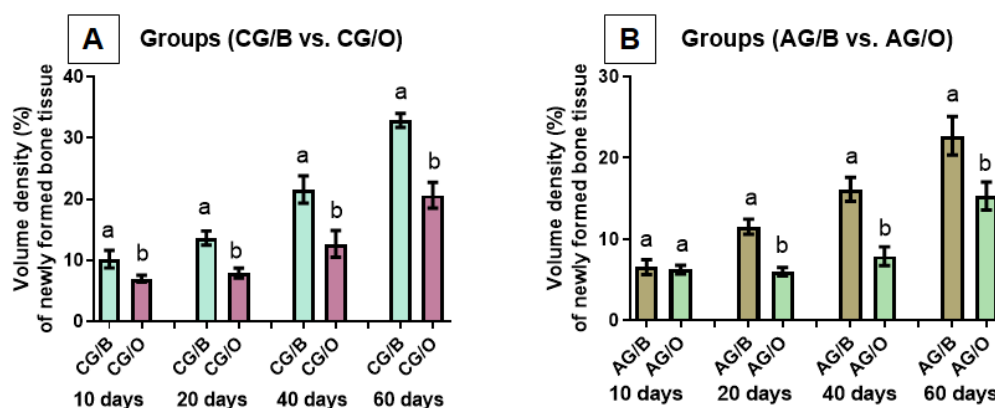 A
Groups (CG/B vs. CG/O)
Volume density (%)
of newly formed bone tissue
40
30
20
10
0
a
b
a
b
a
b
a
b
CG/B
CG/O
CG/B
CG/O
CG/B
CG/O
CG/B
CG/O
10 days
20 days
40 days
60 days
B
Groups (AG/B vs. AG/O)
Volume density (%)
of newly formed bone tissue
30
20
10
0
a
a
a
b
a
b
a
b
AG/B
AG/O
AG/B
AG/O
AG/B
AG/O
AG/B
AG/O
10 days
20 days
40 days
60 days